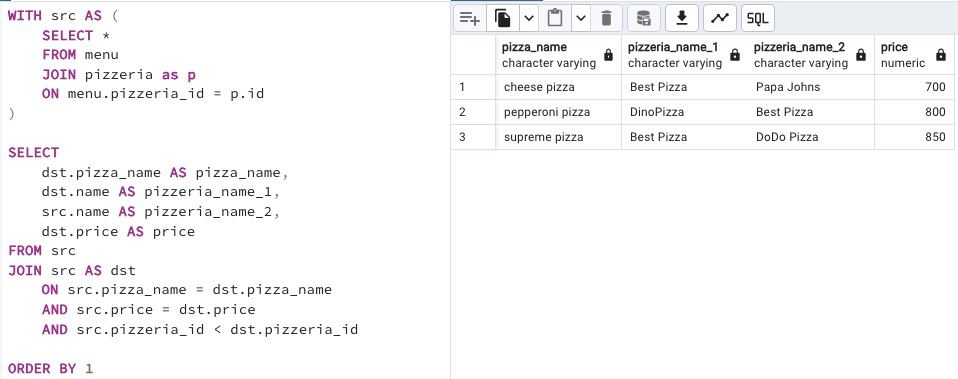 WITH src AS (
    SELECT *
    FROM menu
    JOIN pizzeria as p
    ON menu.pizzeria_id = p.id
)
SELECT
    dst.pizza_name AS pizza_name,
    dst.name AS pizzeria_name_1,
    src.name AS pizzeria_name_2,
    dst.price AS price
FROM src
JOIN src AS dst
    ON src.pizza_name = dst.pizza_name
    AND src.price = dst.price
    AND src.pizzeria_id < dst.pizzeria_id
ORDER BY 1
SQL
pizza_name pizzeria_name_1 pizzeria_name_2 price
character varying character varying character varying numeric
1 cheese pizza Best Pizza Papa Johns 700
2 pepperoni pizza DinoPizza Best Pizza 800
3 supreme pizza Best Pizza DoDo Pizza 850